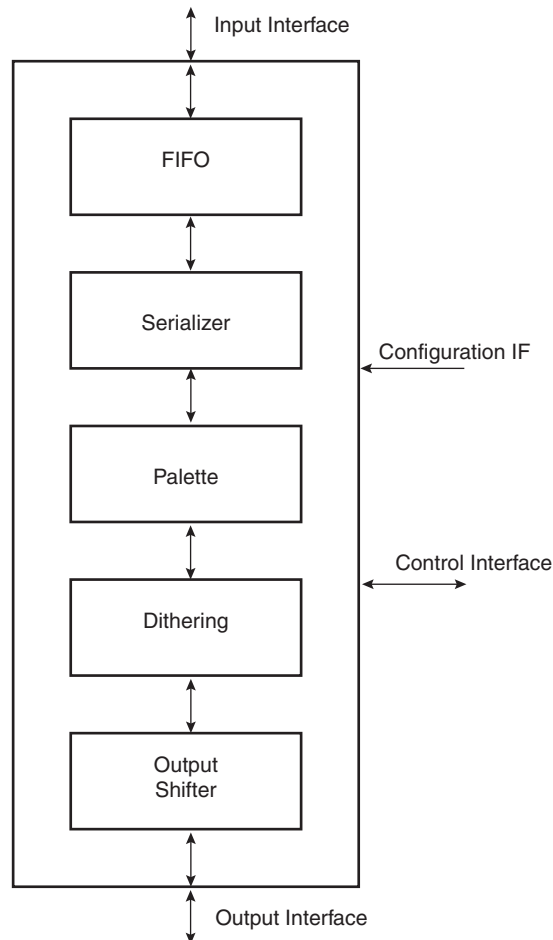 Input Interface
FIFO
Serializer
Configuration IF
Palette
Control Interface
Dithering
Output
Shifter
Output Interface